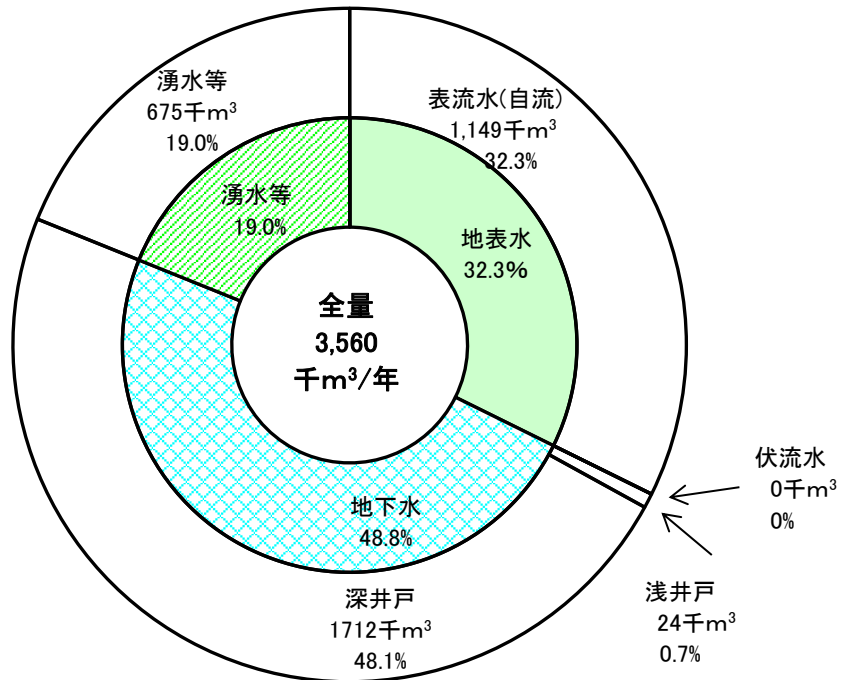 湧水等
675千m³
19.0%
表流水(自流)
1,149千m³
32.3%
湧水等
19.0%
地表水
32.3%
全量
3,560
千m³/年
地下水
48.8%
伏流水
0千m³
0%
浅井戸
24千m³
0.7%
深井戸
1712千m³
48.1%